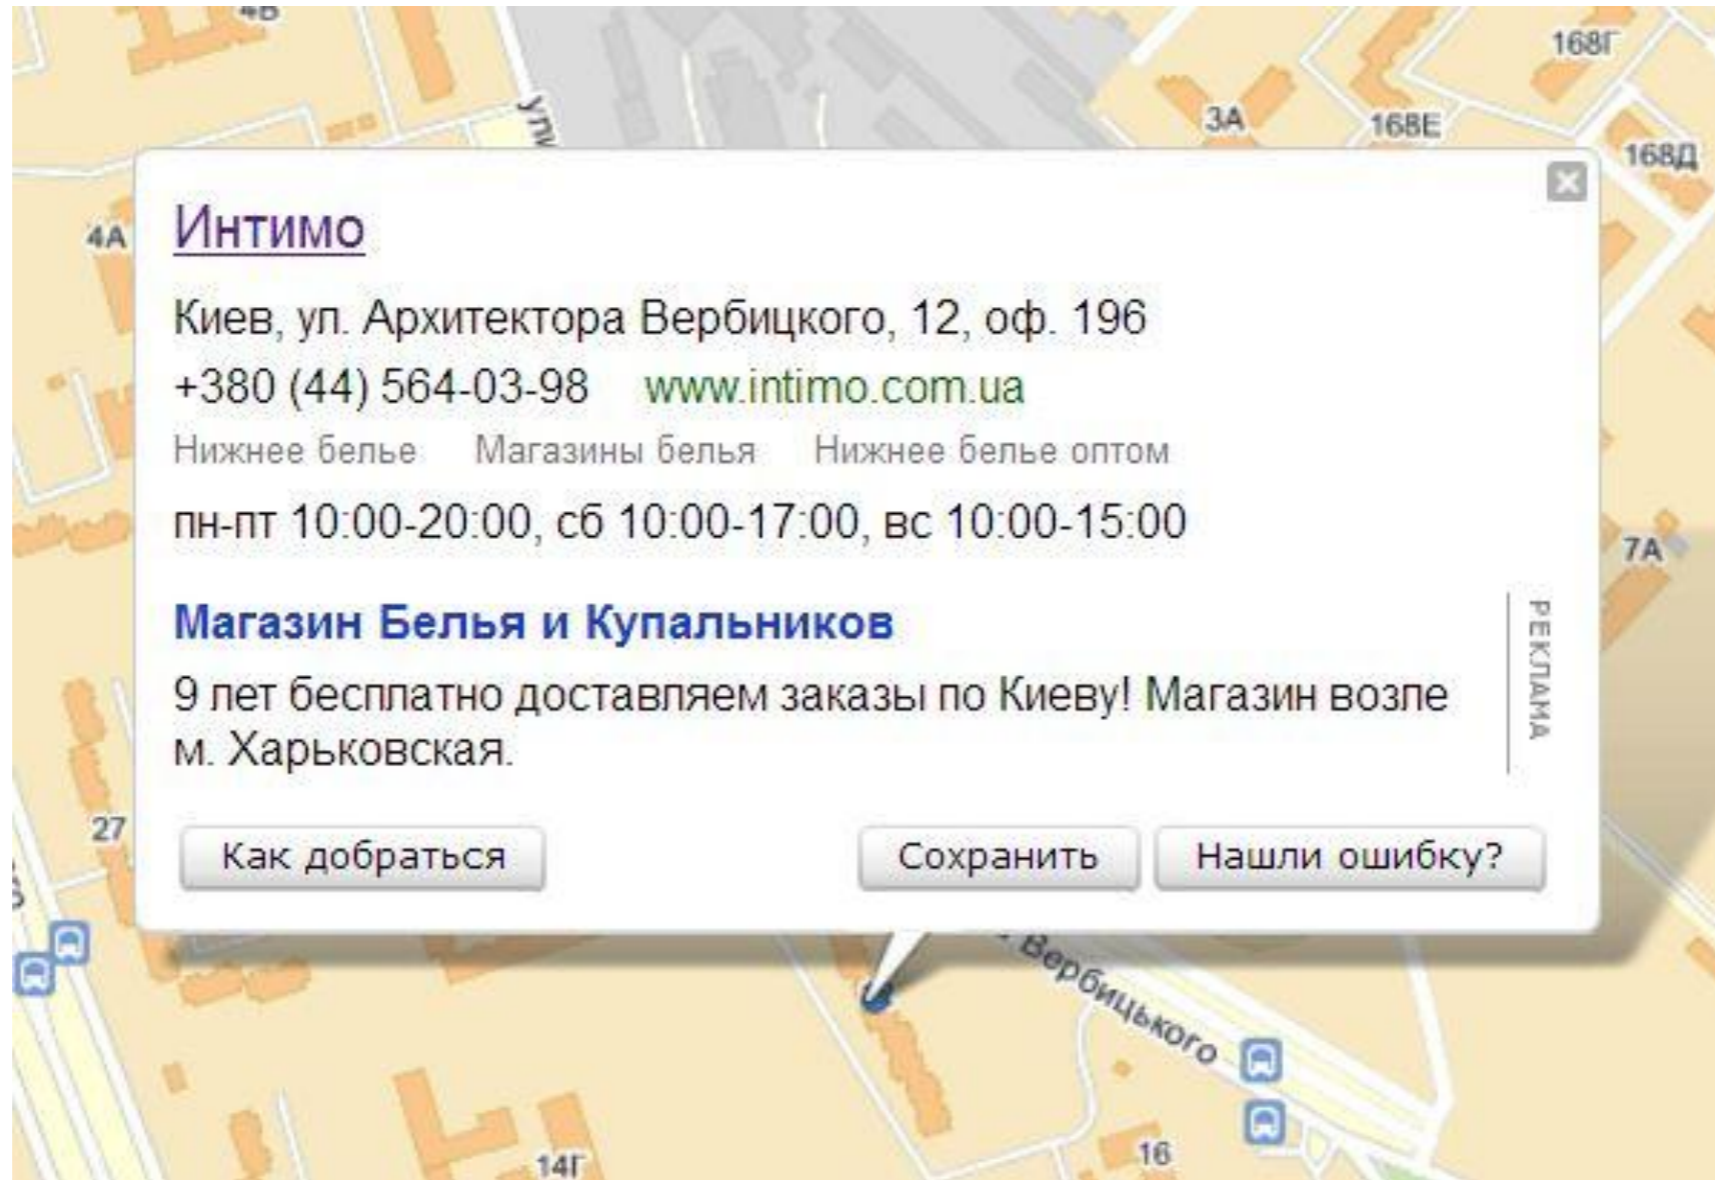 4В
168Г
ули
3А
168Е
168Д
4А
Интимо
Киев, ул. Архитектора Вербицкого, 12, оф. 196
+380 (44) 564-03-98 www.intimo.com.ua
Нижнее белье Магазины белья Нижнее белье оптом
пн-пт 10:00-20:00, сб 10:00-17:00, вс 10:00-15:00
7А
Магазин Белья и Купальников
РЕКЛАМА
9 лет бесплатно доставляем заказы по Киеву! Магазин возле
м. Харьковская.
27
Как добраться Сохранить Нашли ошибку?
Вербицького
14Г
16